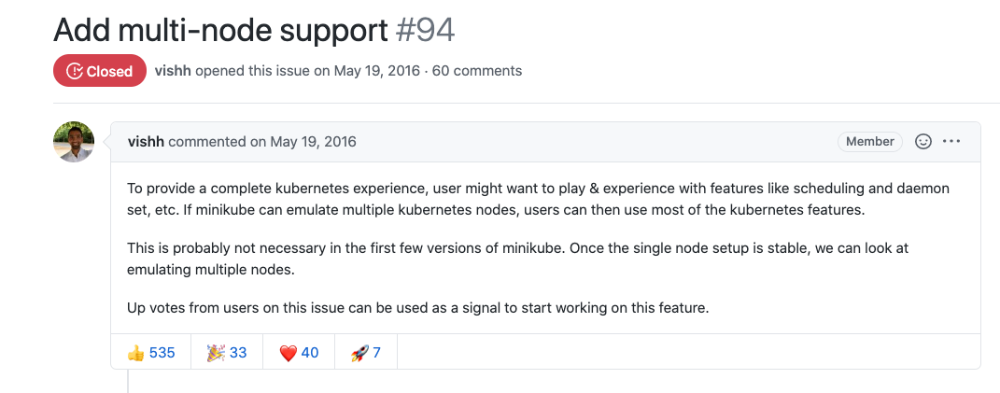 Add multi-node support #94
Closed vishh opened this issue on May 19, 2016 · 60 comments
vishh commented on May 19, 2016 Member
To provide a complete kubernetes experience, user might want to play & experience with features like scheduling and daemon
set, etc. If minikube can emulate multiple kubernetes nodes, users can then use most of the kubernetes features.
This is probably not necessary in the first few versions of minikube. Once the single node setup is stable, we can look at
emulating multiple nodes.
Up votes from users on this issue can be used as a signal to start working on this feature.
👍 535 🎉 33 ❤️ 40 🚀 7